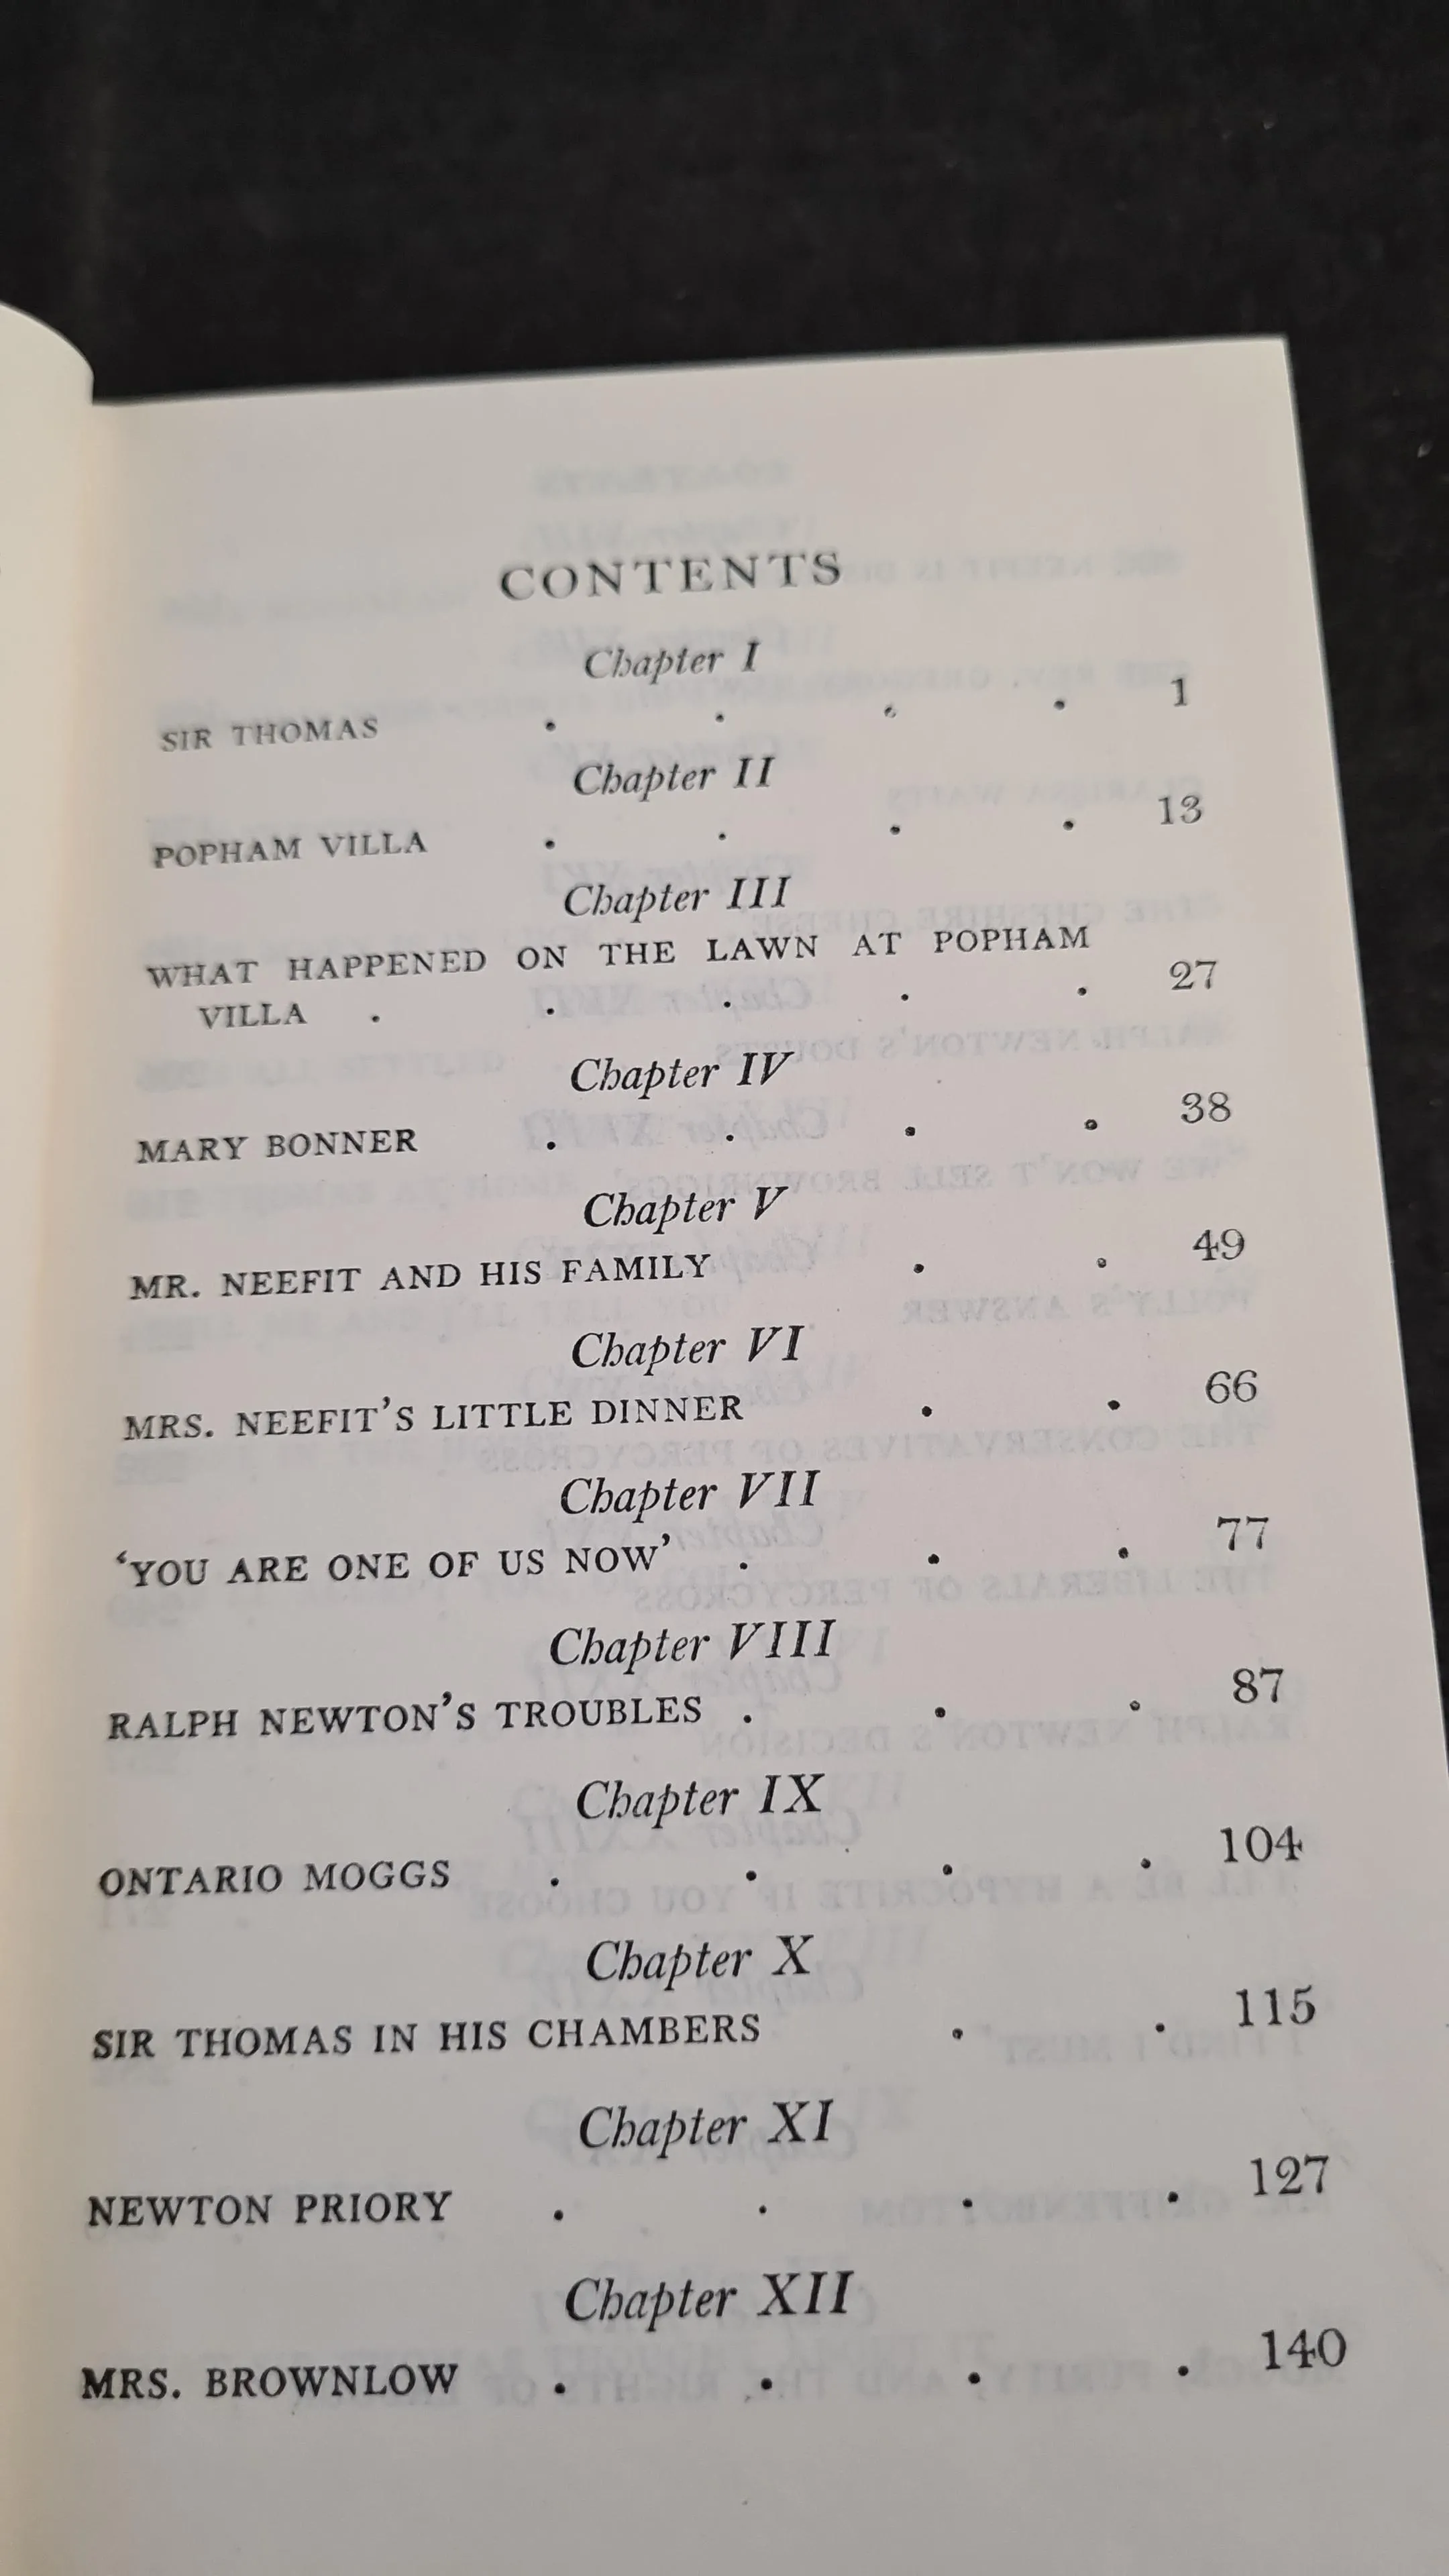 CONTENTS
Chapter I
SIR THOMAS . . . . 1
Chapter II
POPHAM VILLA . . . . 13
Chapter III
WHAT HAPPENED ON THE LAWN AT POPHAM
VILLA . . . . . 27
Chapter IV
MARY BONNER . . . . 38
Chapter V
MR. NEEFIT AND HIS FAMILY . . 49
Chapter VI
MRS. NEEFIT'S LITTLE DINNER . . 66
Chapter VII
‘YOU ARE ONE OF US NOW’ . . . 77
Chapter VIII
RALPH NEWTON'S TROUBLES . . . 87
Chapter IX
ONTARIO MOGGS . . . . 104
Chapter X
SIR THOMAS IN HIS CHAMBERS . . 115
Chapter XI
NEWTON PRIORY . . . . 127
Chapter XII
MRS. BROWNLOW . . . . 140